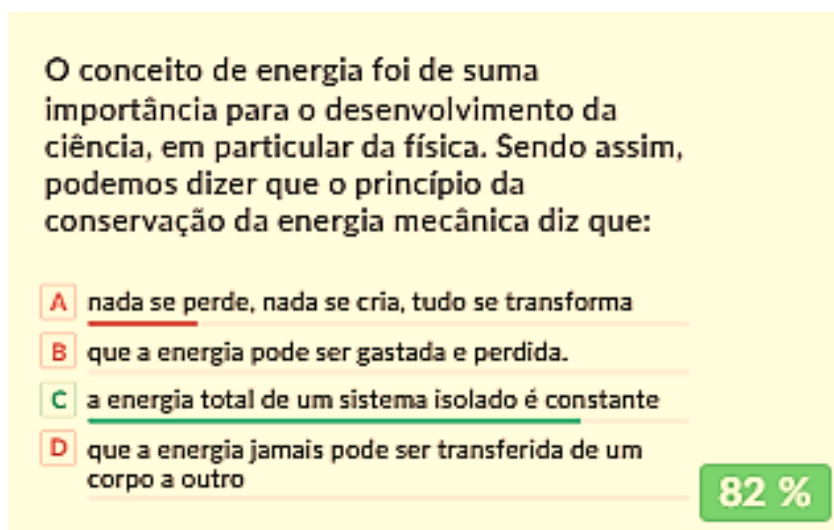 O conceito de energia foi de suma
importância para o desenvolvimento da
ciência, em particular da física. Sendo assim,
podemos dizer que o princípio da
conservação da energia mecânica diz que:
A nada se perde, nada se cria, tudo se transforma
B que a energia pode ser gastada e perdida.
C a energia total de um sistema isolado é constante
D que a energia jamais pode ser transferida de um
corpo a outro
82 %